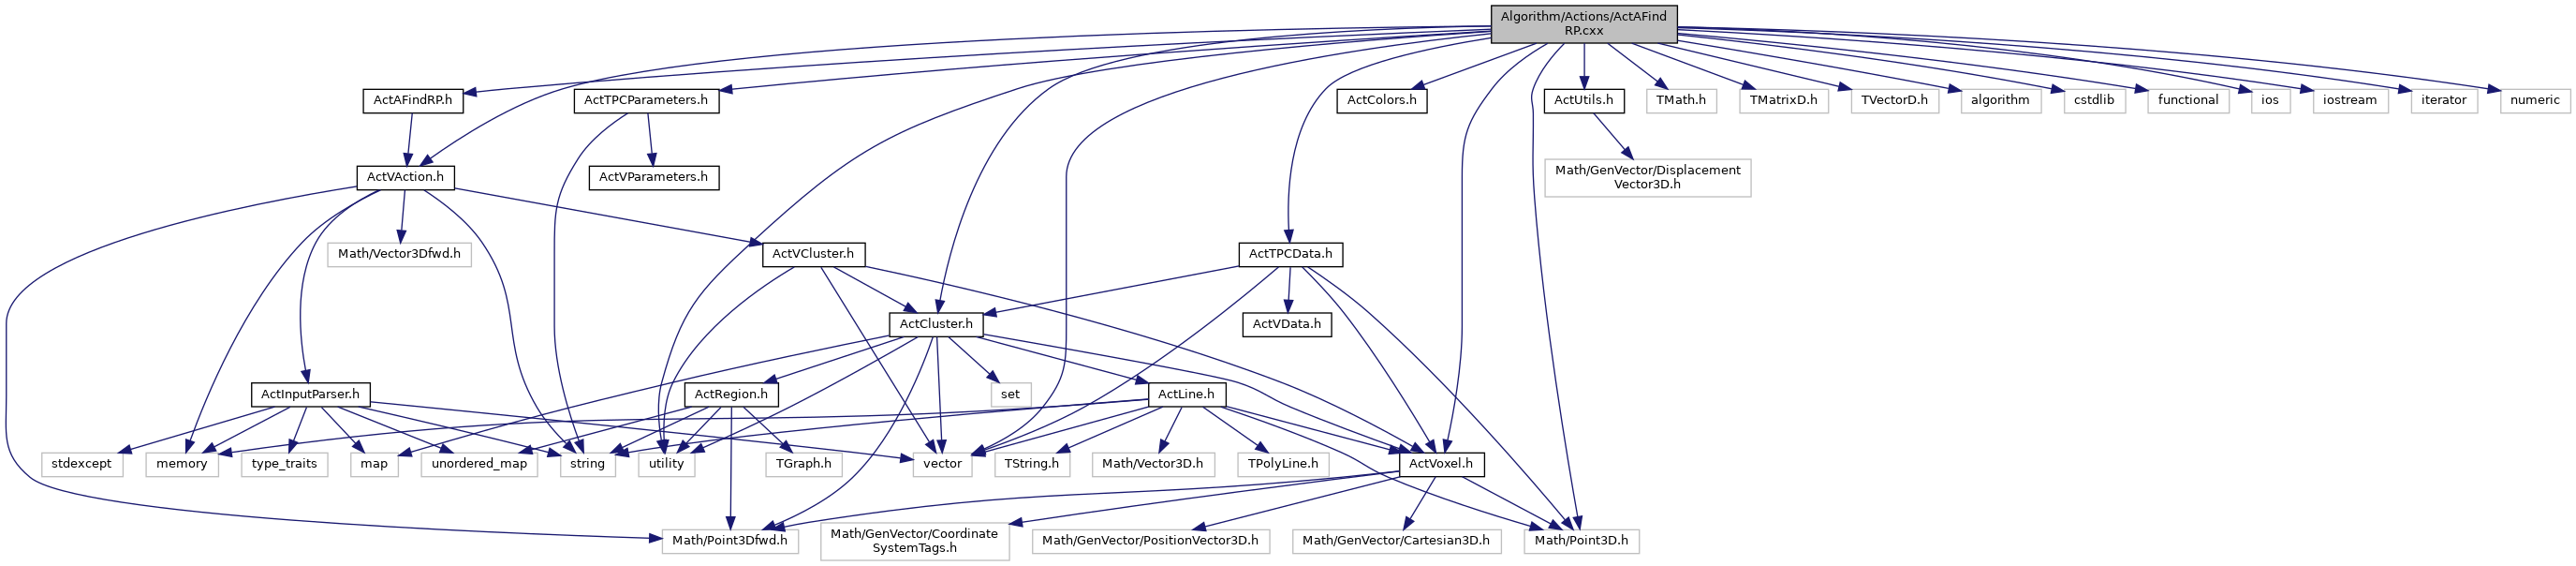 Algorithm/Actions/ActAFind
RP.cxx
ActAFindRP.h
ActTPCParameters.h
ActColors.h
ActUtils.h
TMath.h
TMatrixD.h
TVectorD.h
algorithm
cstdlib
functional
ios
iostream
iterator
numeric
ActVAction.h
ActVParameters.h
Math/GenVector/Displacement
Vector3D.h
Math/Vector3Dfwd.h
ActVCluster.h
ActTPCData.h
ActCluster.h
ActVData.h
ActInputParser.h
ActRegion.h
set
ActLine.h
stdexcept
memory
type_traits
map
unordered_map
string
utility
TGraph.h
vector
TString.h
Math/Vector3D.h
TPolyLine.h
ActVoxel.h
Math/Point3Dfwd.h
Math/GenVector/Coordinate
SystemTags.h
Math/GenVector/PositionVector3D.h
Math/GenVector/Cartesian3D.h
Math/Point3D.h